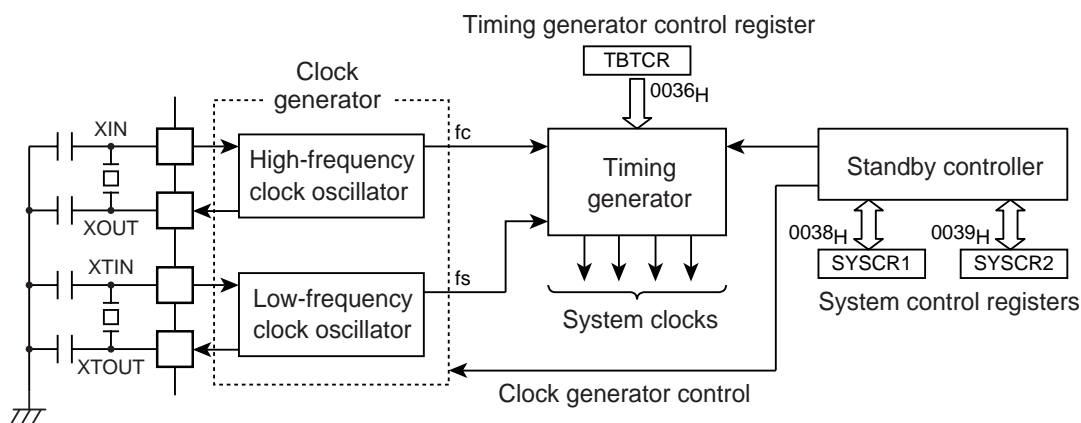 Timing generator control register
TBTCR
0036H
Clock
generator
XIN
High-frequency
clock oscillator
fc
XOUT
Timing
generator
Standby controller
0038H
0039H
SYSCR1
SYSCR2
System control registers
XTIN
Low-frequency
clock oscillator
fs
XTOUT
System clocks
Clock generator control